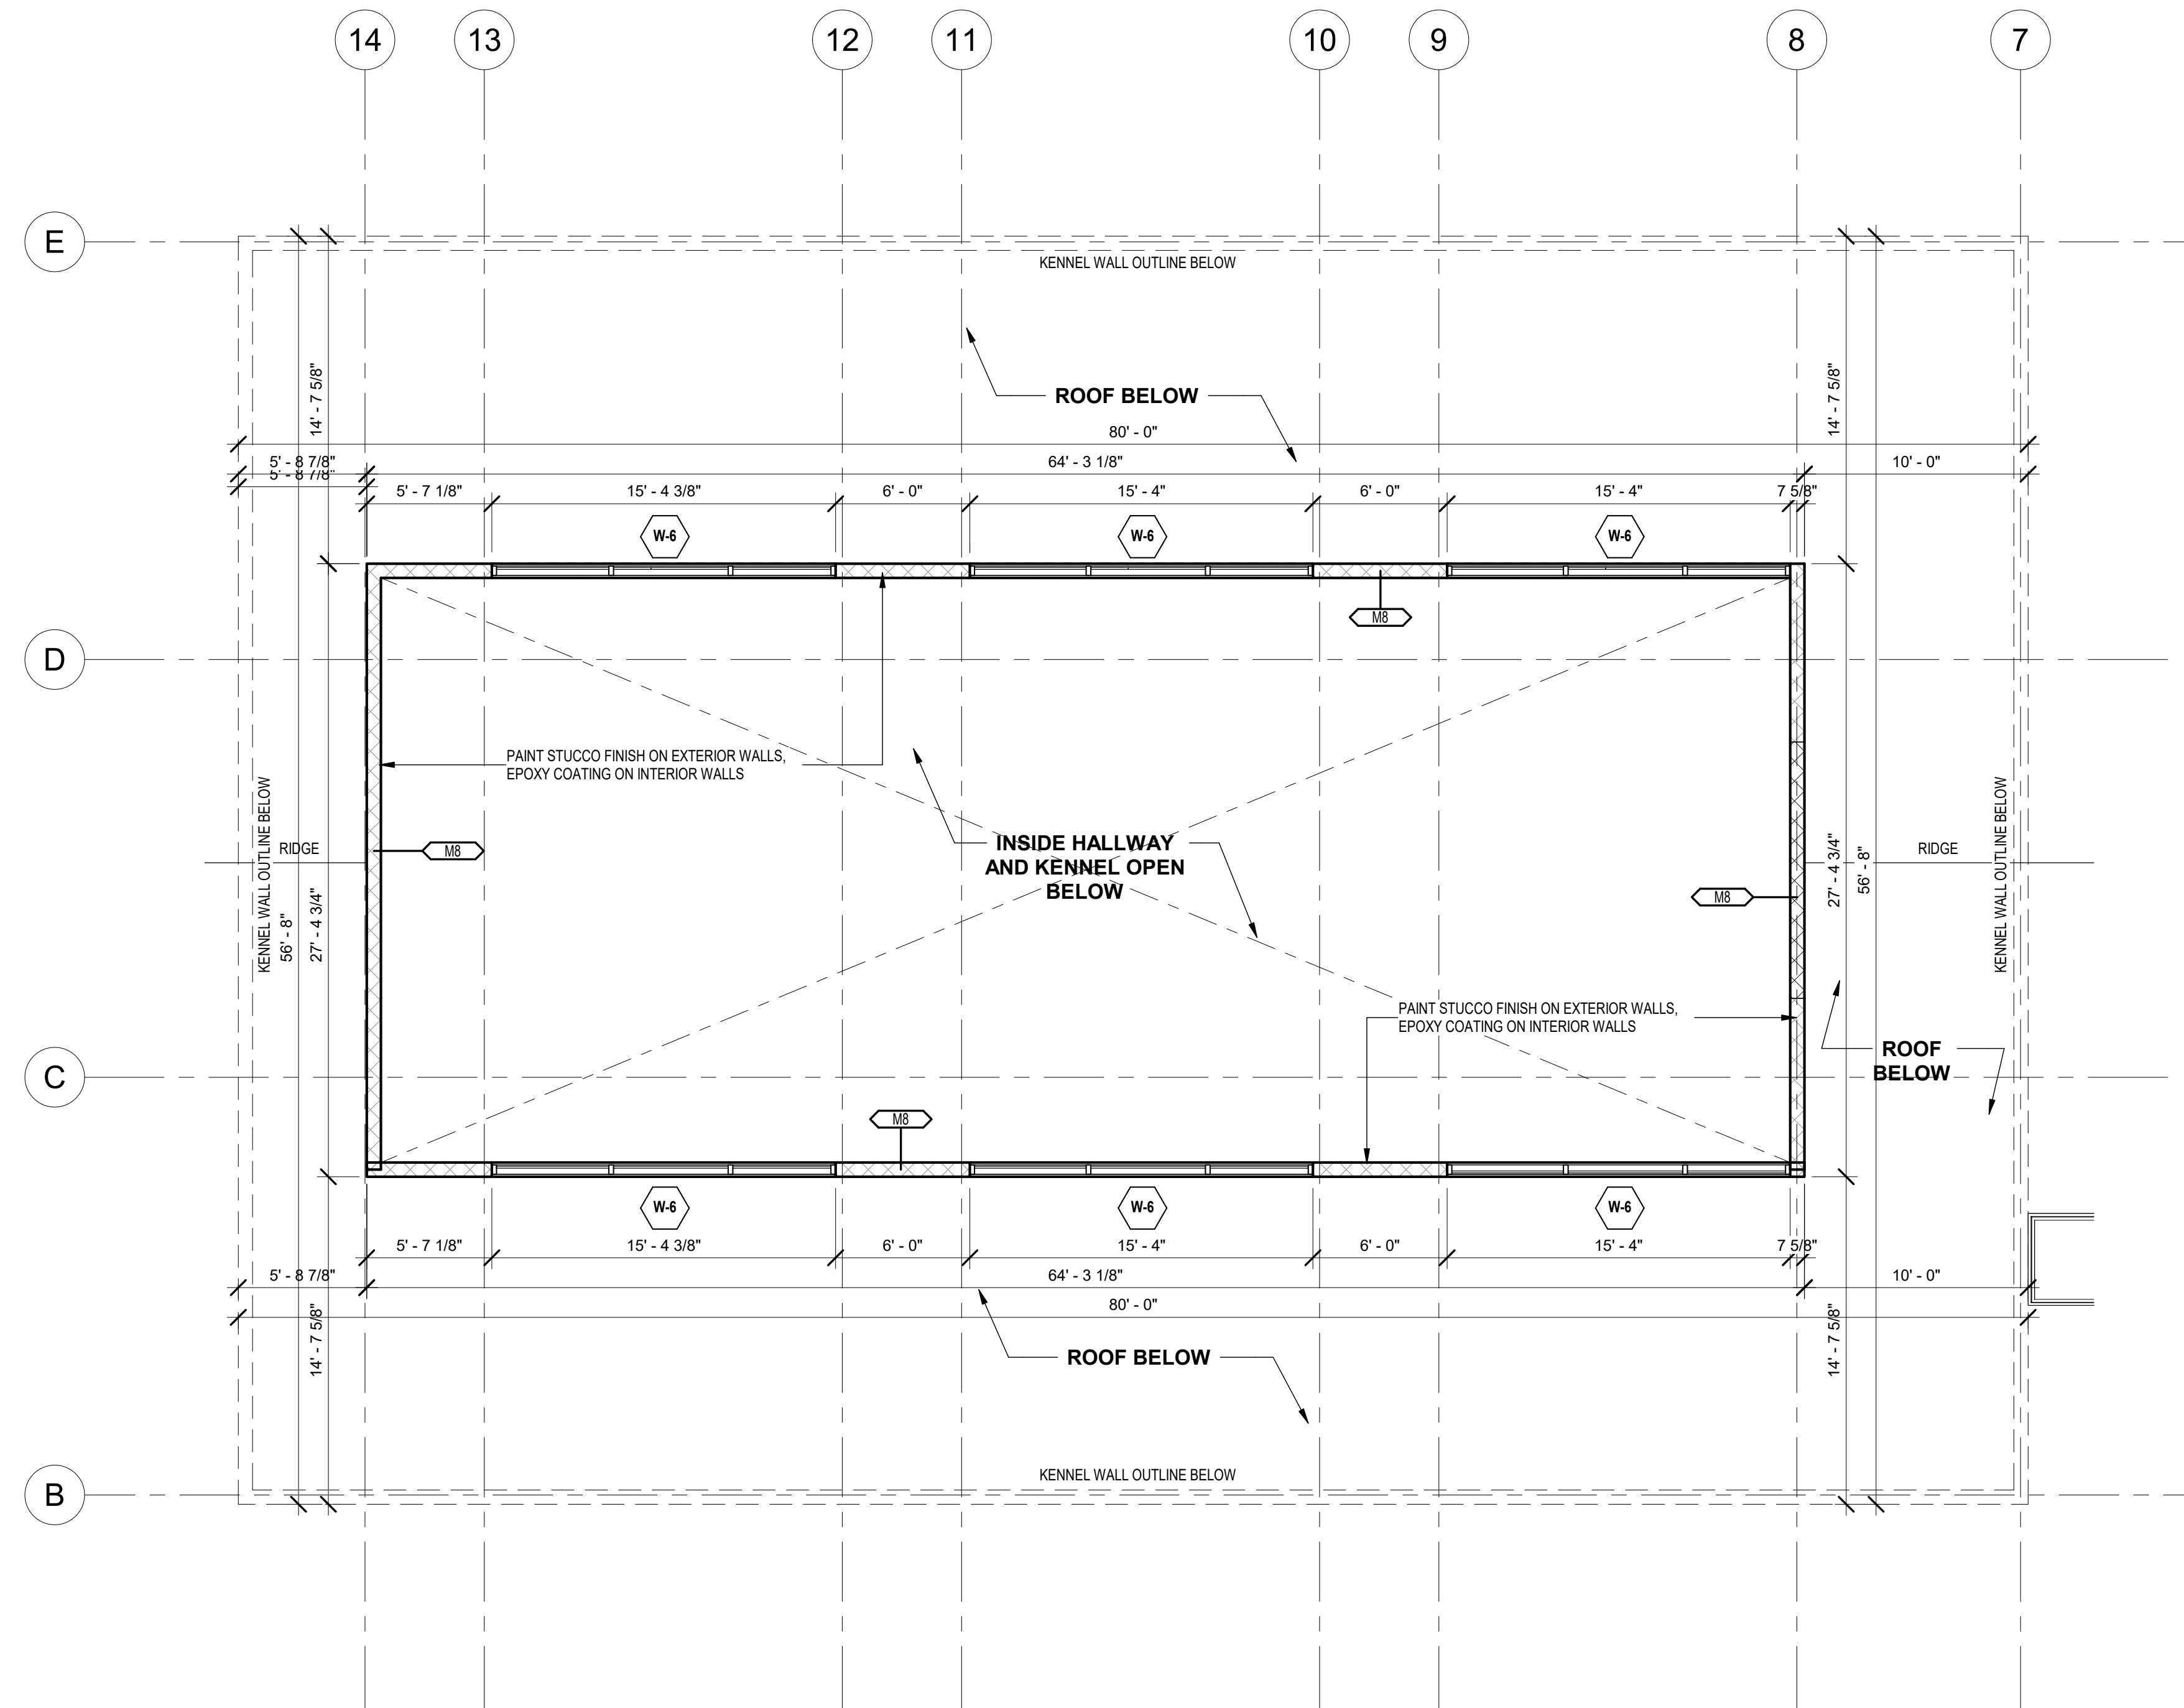 14
13
12
11
10
9
8
7
E
KENNEL WALL OUTLINE BELOW
14' - 7 5/8"
14' - 7 5/8"
ROOF BELOW
80' - 0"
5' - 8 7/8"
64' - 3 1/8"
10' - 0"
5' - 8 7/8"
5' - 7 1/8"
15' - 4 3/8"
6' - 0"
15' - 4"
6' - 0"
15' - 4"
7 5/8"
W-6
W-6
W-6
M8
D
PAINT STUCCO FINISH ON EXTERIOR WALLS,
EPOXY COATING ON INTERIOR WALLS
KENNEL WALL OUTLINE BELOW
RIDGE
56' - 8"
27' - 4 3/4"
M8
INSIDE HALLWAY
AND KENNEL OPEN
BELOW
M8
27' - 4 3/4"
56' - 8"
RIDGE
KENNEL WALL OUTLINE BELOW
PAINT STUCCO FINISH ON EXTERIOR WALLS,
EPOXY COATING ON INTERIOR WALLS
ROOF
BELOW
C
M8
W-6
W-6
W-6
5' - 7 1/8"
15' - 4 3/8"
6' - 0"
15' - 4"
6' - 0"
15' - 4"
7 5/8"
5' - 8 7/8"
64' - 3 1/8"
10' - 0"
80' - 0"
14' - 7 5/8"
14' - 7 5/8"
ROOF BELOW
KENNEL WALL OUTLINE BELOW
B